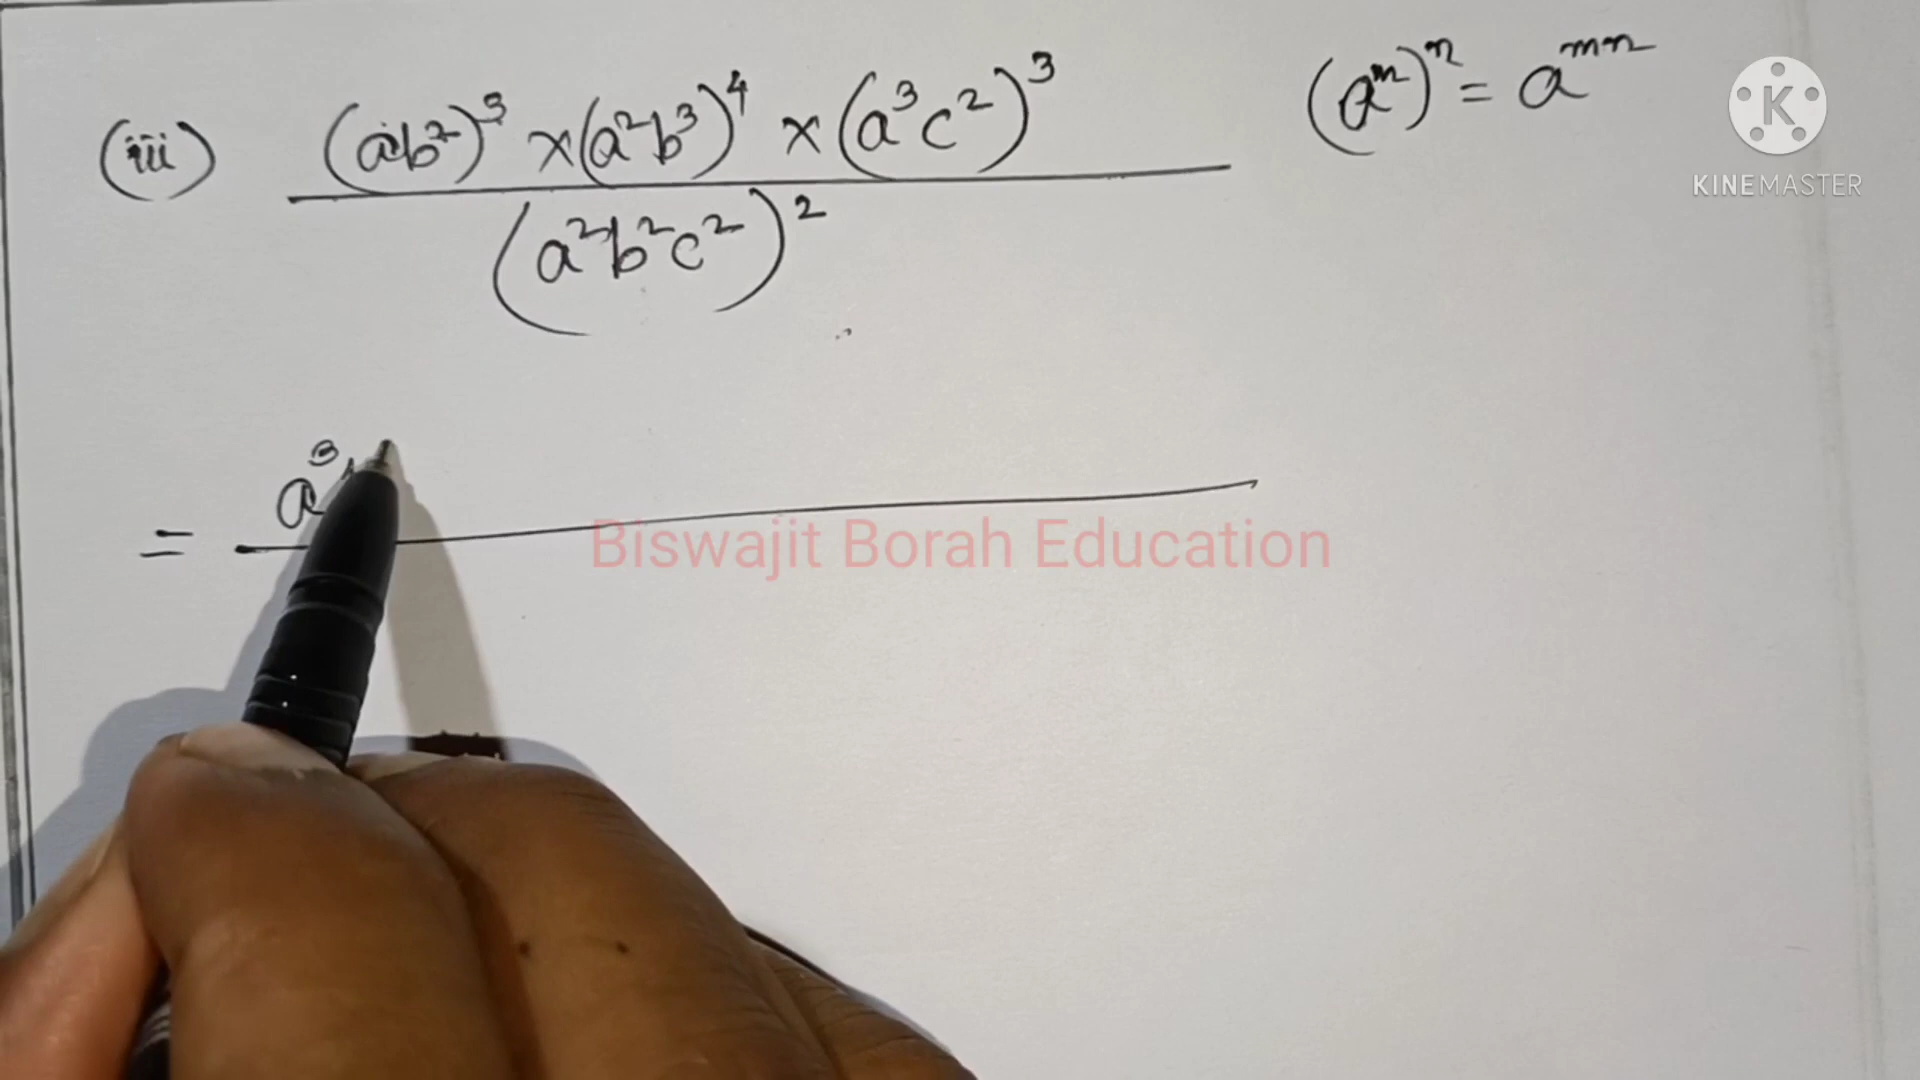 (iii) (ab²)³ × (a²b³)⁴ × (a³c²)³
(a²b²c²)²
(aᵐ)ⁿ = aᵐⁿ
KINEMASTER
= a³
Biswajit Borah Education